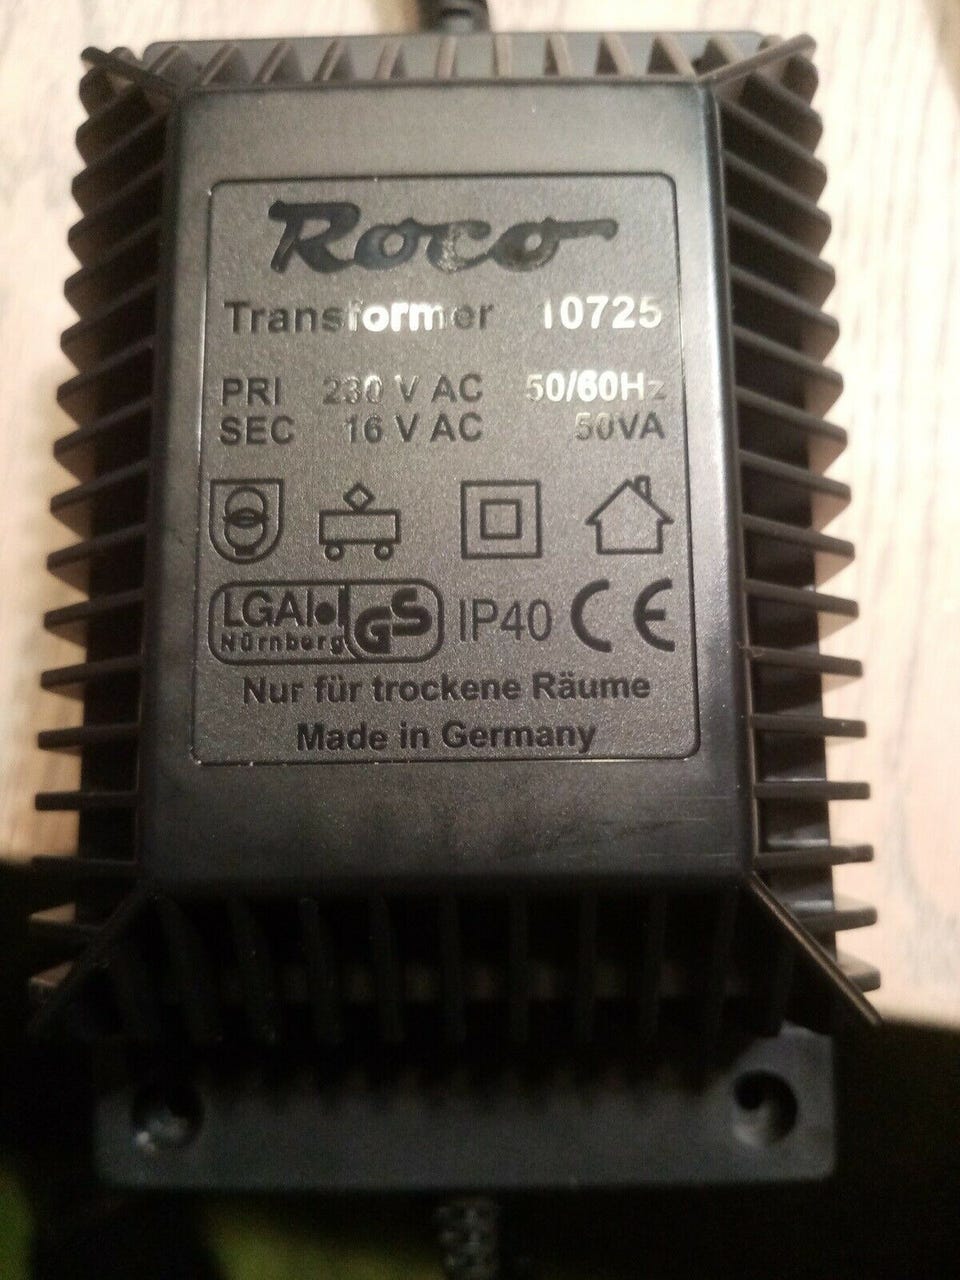 Roco
Transformer 10725
PRI 230 V AC 50/60Hz
SEC 16 V AC 50VA
LGA GS IP40 CE
Nürnberg
Nur für trockene Räume
Made in Germany